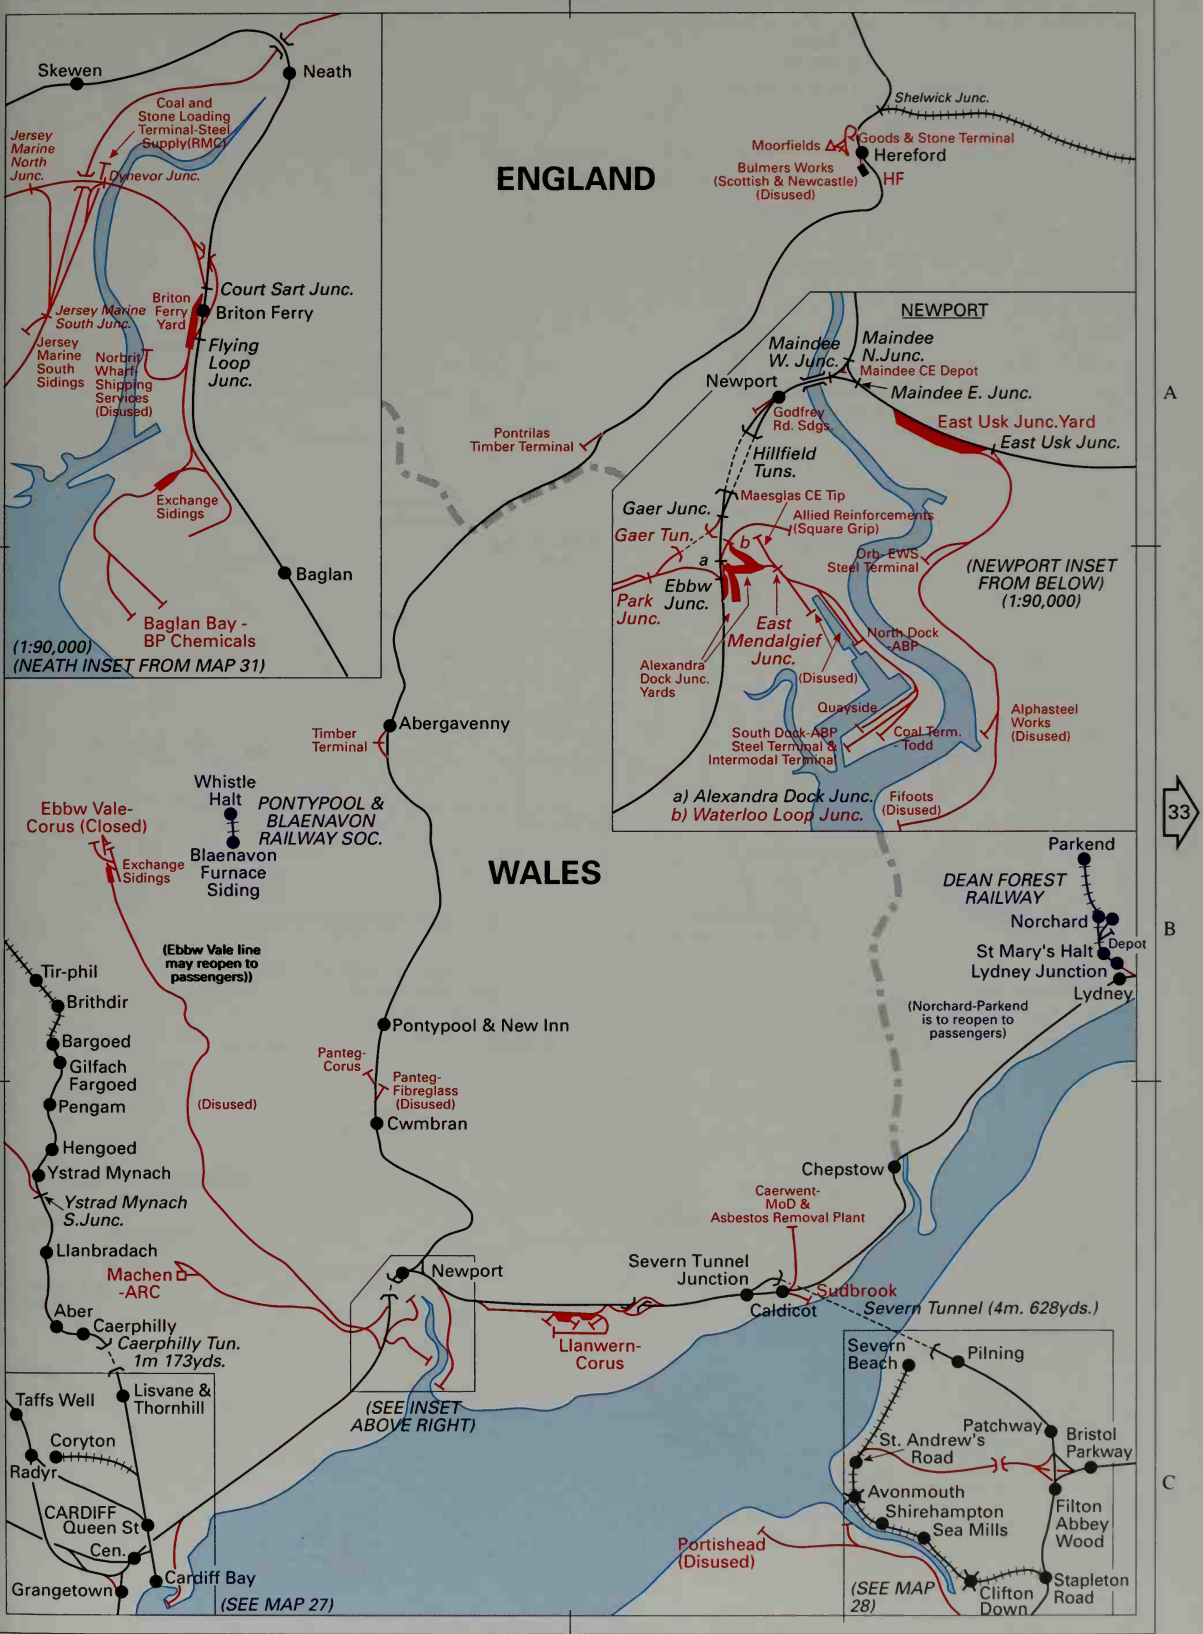 Skewen
Neath
Coal and
Stone Loading
Terminal-Steel
Supply(RMC)
Jersey
Marine
North
Junc.
Dynevor Junc.
Court Sart Junc.
Briton
Ferry
Yard
Briton Ferry
Jersey Marine
South Junc.
Flying
Loop
Junc.
Jersey
Marine
South
Sidings
Norbrit
Wharf-
Shipping
Services
(Disused)
Exchange
Sidings
Baglan
Baglan Bay -
BP Chemicals
(1:90,000)
(NEATH INSET FROM MAP 31)
ENGLAND
Shelwick Junc.
Goods & Stone Terminal
Moorfields
Hereford
Bulmers Works
(Scottish & Newcastle)
(Disused)
HF
Pontrilas
Timber Terminal
NEWPORT
Maindee
W. Junc.
Maindee
N.Junc.
Maindee CE Depot
Newport
Maindee E. Junc.
Godfrey
Rd. Sdgs.
East Usk Junc.Yard
East Usk Junc.
Hillfield
Tuns.
Maesglas CE Tip
Gaer Junc.
Allied Reinforcements
(Square Grip)
Gaer Tun.
b
a
Orb- EWS
Steel Terminal
(NEWPORT INSET
FROM BELOW)
(1:90,000)
Ebbw
Junc.
Park
Junc.
East
Mendalgief
Junc.
North Dock
-ABP
Alexandra
Dock Junc.
Yards
(Disused)
Quayside
South Dock-ABP
Steel Terminal &
Intermodal Terminal
Coal Term.
- Todd
Alphasteel
Works
(Disused)
a) Alexandra Dock Junc.
b) Waterloo Loop Junc.
Fifoots
(Disused)
A
33
Abergavenny
Timber
Terminal
Whistle
Halt
PONTYPOOL &
BLAENAVON
RAILWAY SOC.
Blaenavon
Furnace
Siding
Ebbw Vale-
Corus (Closed)
Exchange
Sidings
WALES
Parkend
DEAN FOREST
RAILWAY
Norchard
Depot
St Mary's Halt
Lydney Junction
Lydney
(Norchard-Parkend
is to reopen to
passengers)
B
(Ebbw Vale line
may reopen to
passengers))
Tir-phil
Brithdir
Bargoed
Gilfach
Fargoed
Pengam
Hengoed
Ystrad Mynach
Ystrad Mynach
S.Junc.
Llanbradach
(Disused)
Pontypool & New Inn
Panteg-
Corus
Panteg-
Fibreglass
(Disused)
Cwmbran
Chepstow
Caerwent-
MoD &
Asbestos Removal Plant
Machen
-ARC
Newport
Severn Tunnel
Junction
Caldicot
Sudbrook
Severn Tunnel (4m. 628yds.)
Llanwern-
Corus
Aber
Caerphilly
Caerphilly Tun.
1m 173yds.
Lisvane &
Thornhill
(SEE INSET
ABOVE RIGHT)
Taffs Well
Coryton
Radyr
CARDIFF
Queen St
Cen.
Grangetown
Cardiff Bay
(SEE MAP 27)
Severn
Beach
Pilning
Patchway
Bristol
Parkway
St. Andrew's
Road
Avonmouth
Shirehampton
Sea Mills
Filton
Abbey
Wood
Portishead
(Disused)
(SEE MAP
28)
Clifton
Down
Stapleton
Road
C